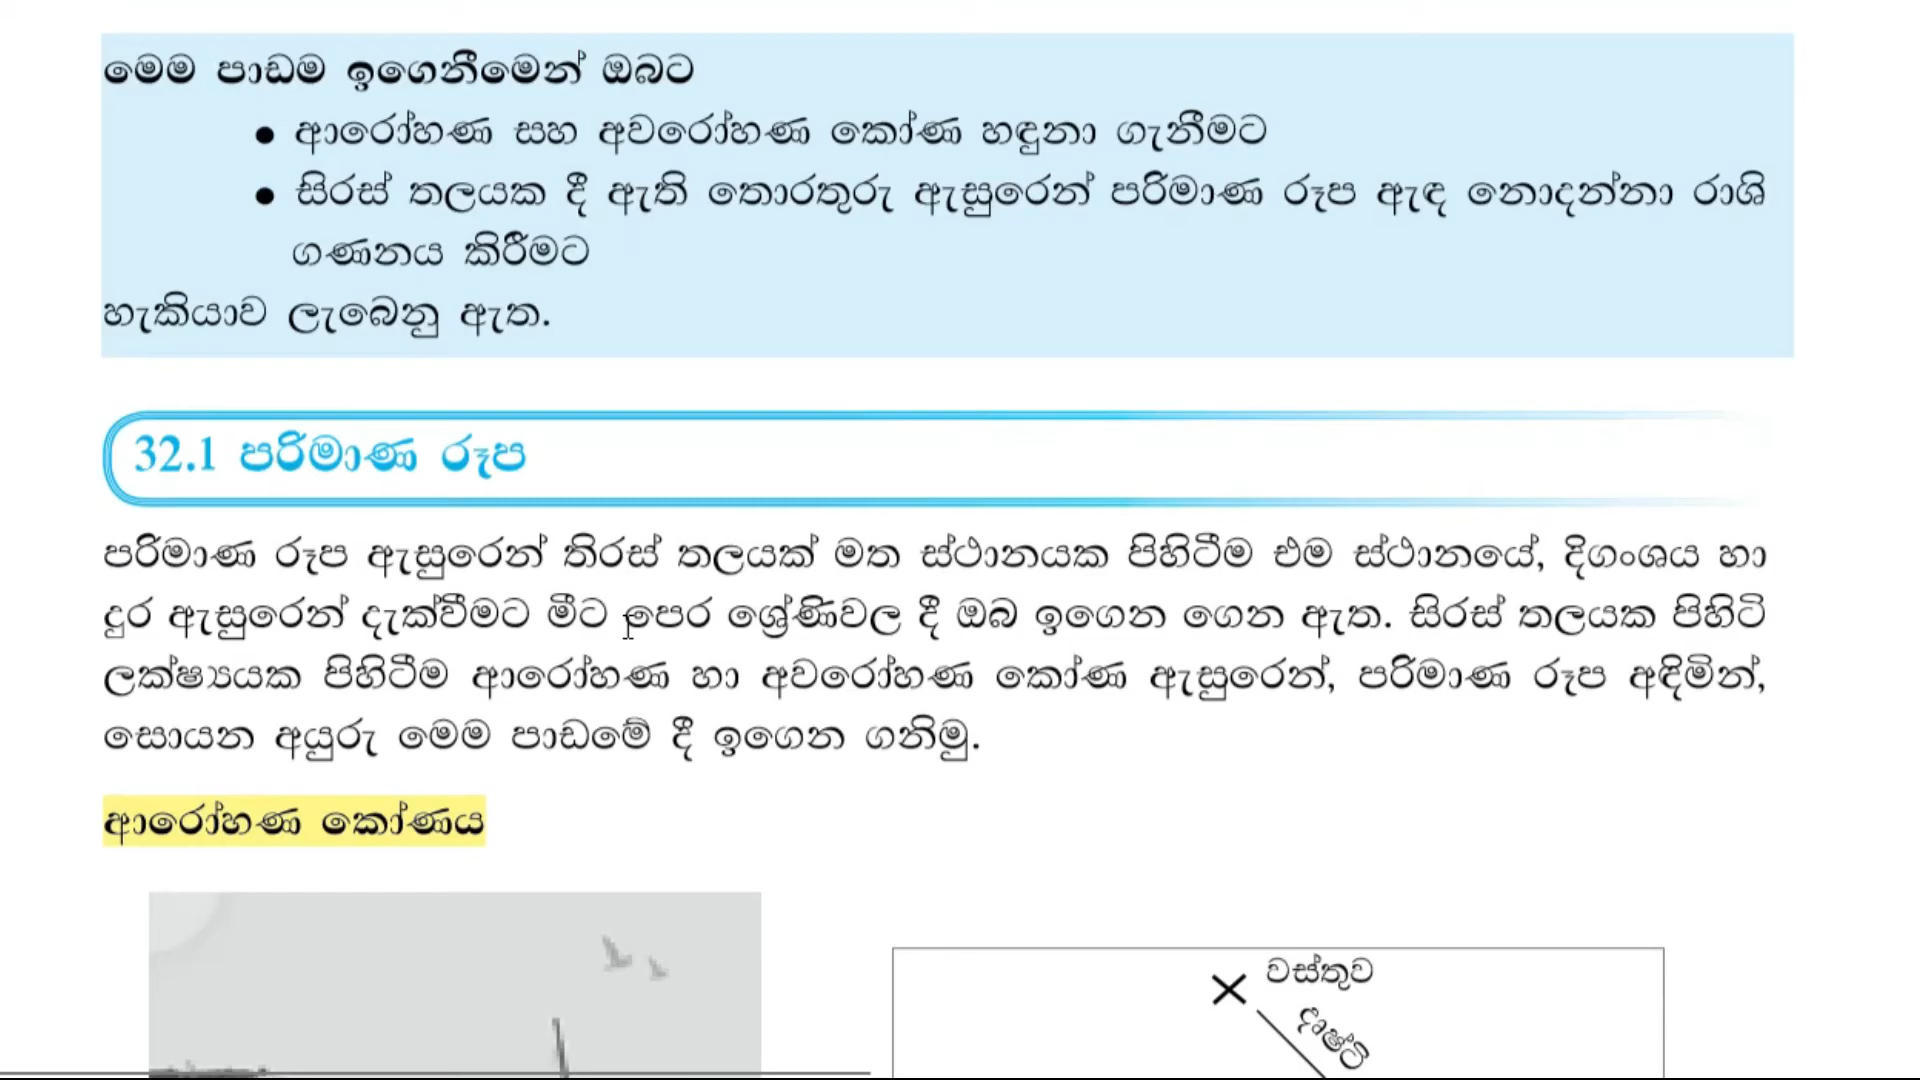 මෙම පාඩම ඉගෙනීමෙන් ඔබට
● ආරෝහණ සහ අවරෝහණ කෝණ හඳුනා ගැනීමට
● සිරස් තලයක දී ඇති තොරතුරු ඇසුරෙන් පරිමාණ රූප ඇඳ නොදන්නා රාශි
ගණනය කිරීමට
හැකියාව ලැබෙනු ඇත.
32.1 පරිමාණ රූප
පරිමාණ රූප ඇසුරෙන් තිරස් තලයක් මත ස්ථානයක පිහිටීම එම ස්ථානයේ, දිගංශය හා
දුර ඇසුරෙන් දැක්වීමට මීට පෙර ශ්‍රේණිවල දී ඔබ ඉගෙන ගෙන ඇත. සිරස් තලයක පිහිටි
ලක්ෂ්‍යයක පිහිටීම ආරෝහණ හා අවරෝහණ කෝණ ඇසුරෙන්, පරිමාණ රූප අඳිමින්,
සොයන අයුරු මෙම පාඩමේ දී ඉගෙන ගනිමු.
ආරෝහණ කෝණය
වස්තුව
දෘෂ්ටි